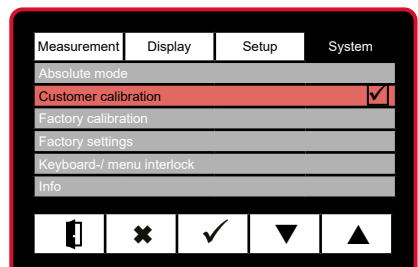 Measurement Display Setup System
Absolute mode
Customer calibration
Factory calibration
Factory settings
Keyboard-/ menu interlock
Info